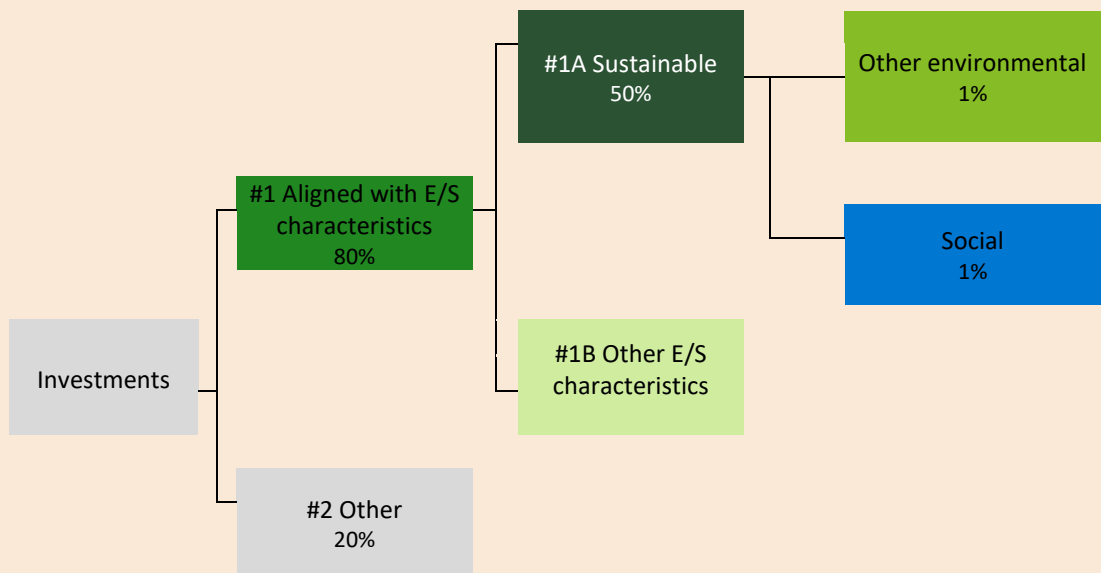 #1A Sustainable
50%
Other environmental
1%
#1 Aligned with E/S
characteristics
80%
Social
1%
Investments
#1B Other E/S
characteristics
#2 Other
20%